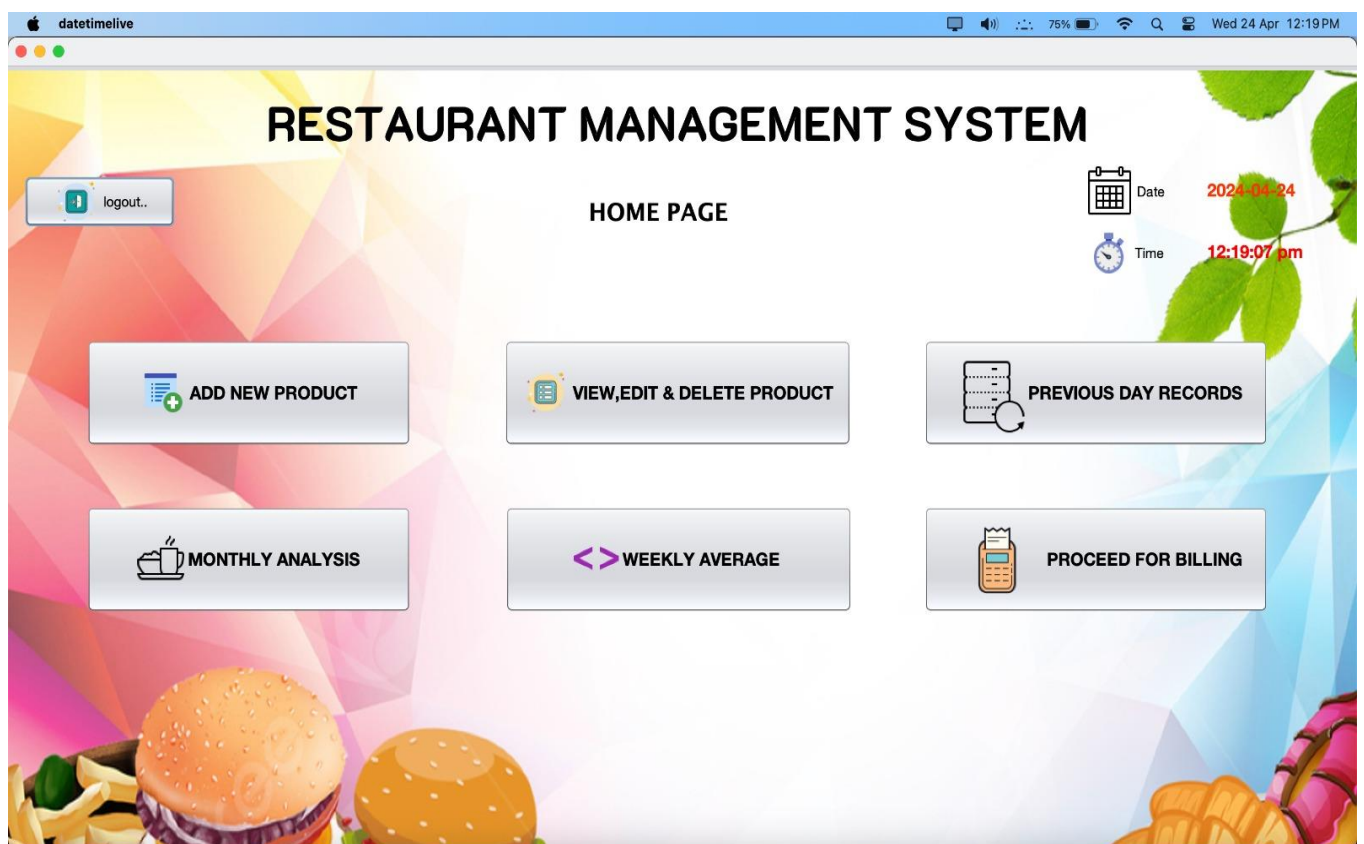 datetimelive
75%
Wed 24 Apr 12:19 PM
RESTAURANT MANAGEMENT SYSTEM
logout..
HOME PAGE
Date 2024-04-24
Time 12:19:07 pm
ADD NEW PRODUCT
VIEW,EDIT & DELETE PRODUCT
PREVIOUS DAY RECORDS
MONTHLY ANALYSIS
<>WEEKLY AVERAGE
PROCEED FOR BILLING